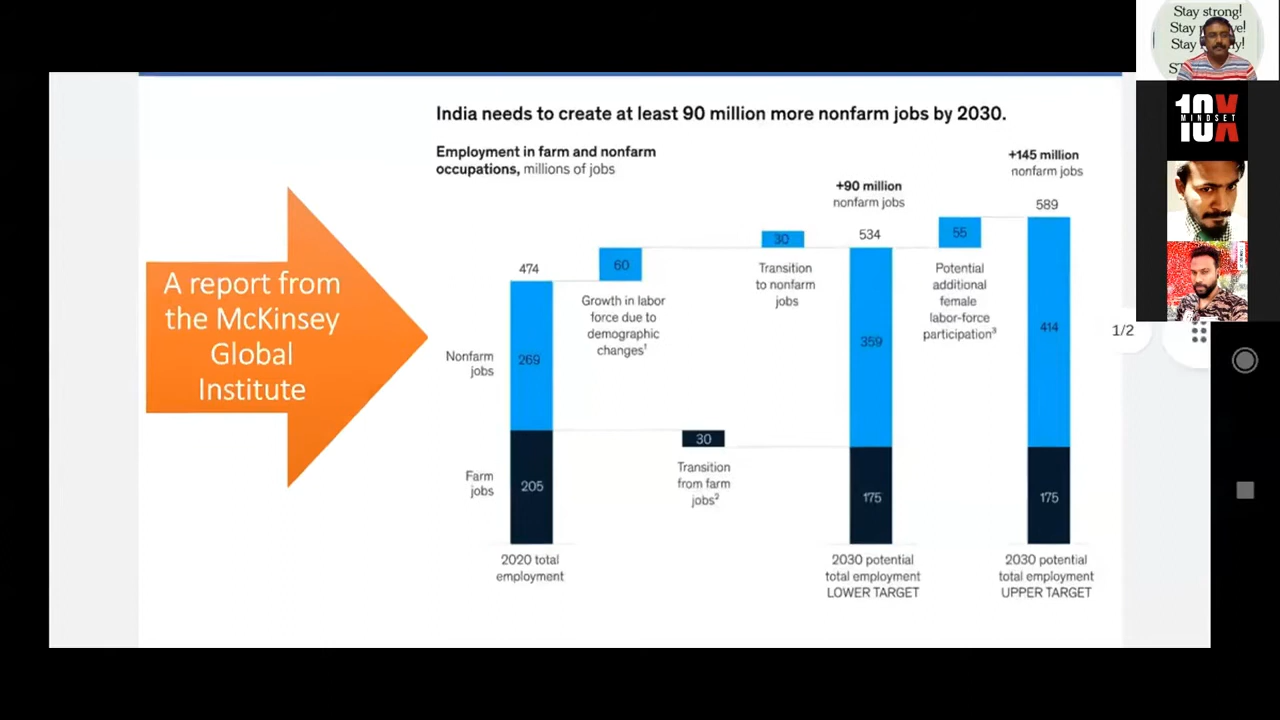 Stay strong!
Stay
Stay
10X
MINDSET
India needs to create at least 90 million more nonfarm jobs by 2030.
Employment in farm and nonfarm
occupations, millions of jobs
A report from
the McKinsey
Global
Institute
+90 million
nonfarm jobs
+145 million
nonfarm jobs
474
60
30
534
55
589
Growth in labor
force due to
demographic
changes¹
Transition
to nonfarm
jobs
Potential
additional
female
labor-force
participation³
Nonfarm
jobs
269
359
414
30
Transition
from farm
jobs²
Farm
jobs
205
175
175
2020 total
employment
2030 potential
total employment
LOWER TARGET
2030 potential
total employment
UPPER TARGET
1/2